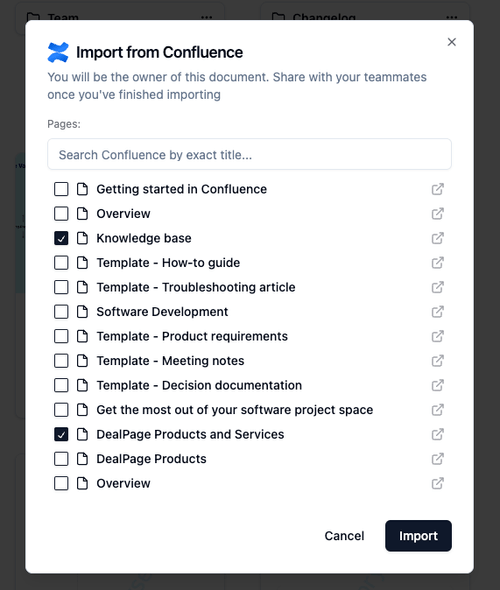 Team
Changelog
Import from Confluence
You will be the owner of this document. Share with your teammates
once you've finished importing
Pages:
Search Confluence by exact title...
Getting started in Confluence
Overview
Knowledge base
Template - How-to guide
Template - Troubleshooting article
Software Development
Template - Product requirements
Template - Meeting notes
Template - Decision documentation
Get the most out of your software project space
DealPage Products and Services
DealPage Products
Overview
Cancel
Import